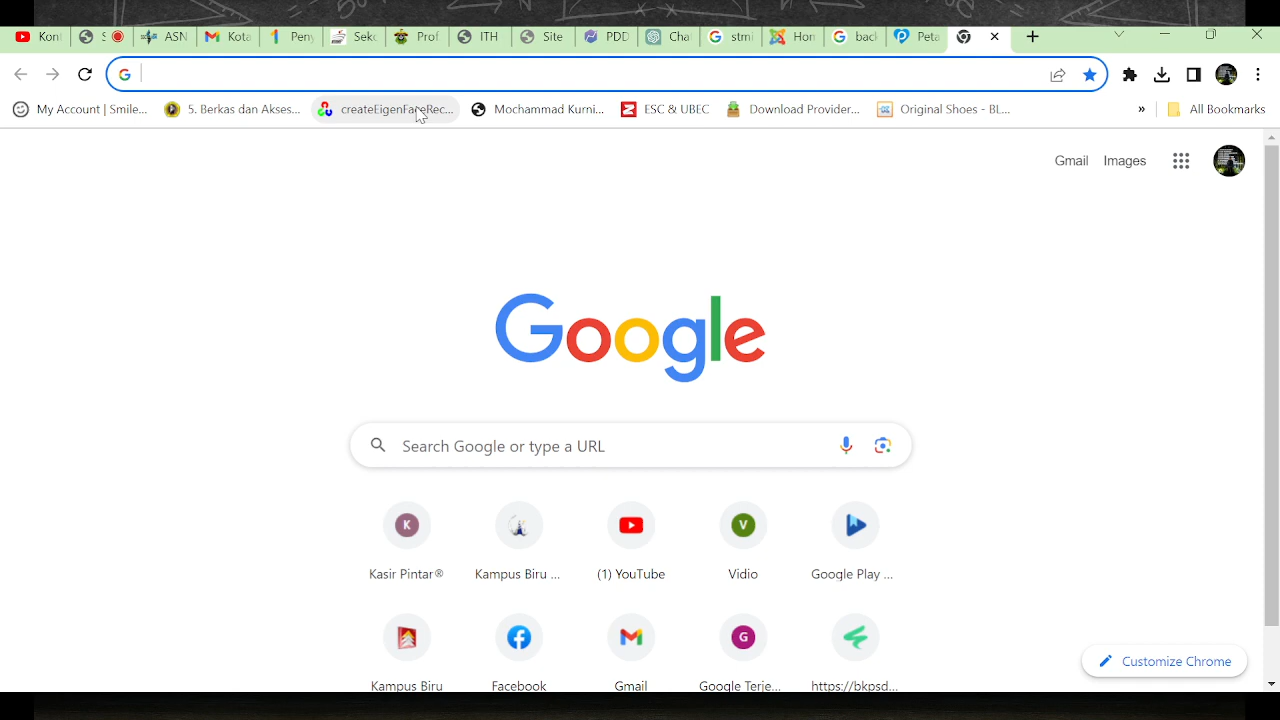 Kont
S
ASN
Kota
Peny
Seko
Prof
ITH
Site
PDD
Chat
stmi
Hom
back
Peta
My Account | Smile...
5. Berkas dan Akses...
createEigenFaceRec...
Mochammad Kurni...
ESC & UBEC
Download Provider...
Original Shoes - BL...
»
All Bookmarks
Gmail
Images
Google
Search Google or type a URL
K
V
Kasir Pintar®
Kampus Biru ...
(1) YouTube
Vidio
Google Play ...
G
Customize Chrome
Kampus Biru
Facebook
Gmail
Google Terje...
https://bkpsd...